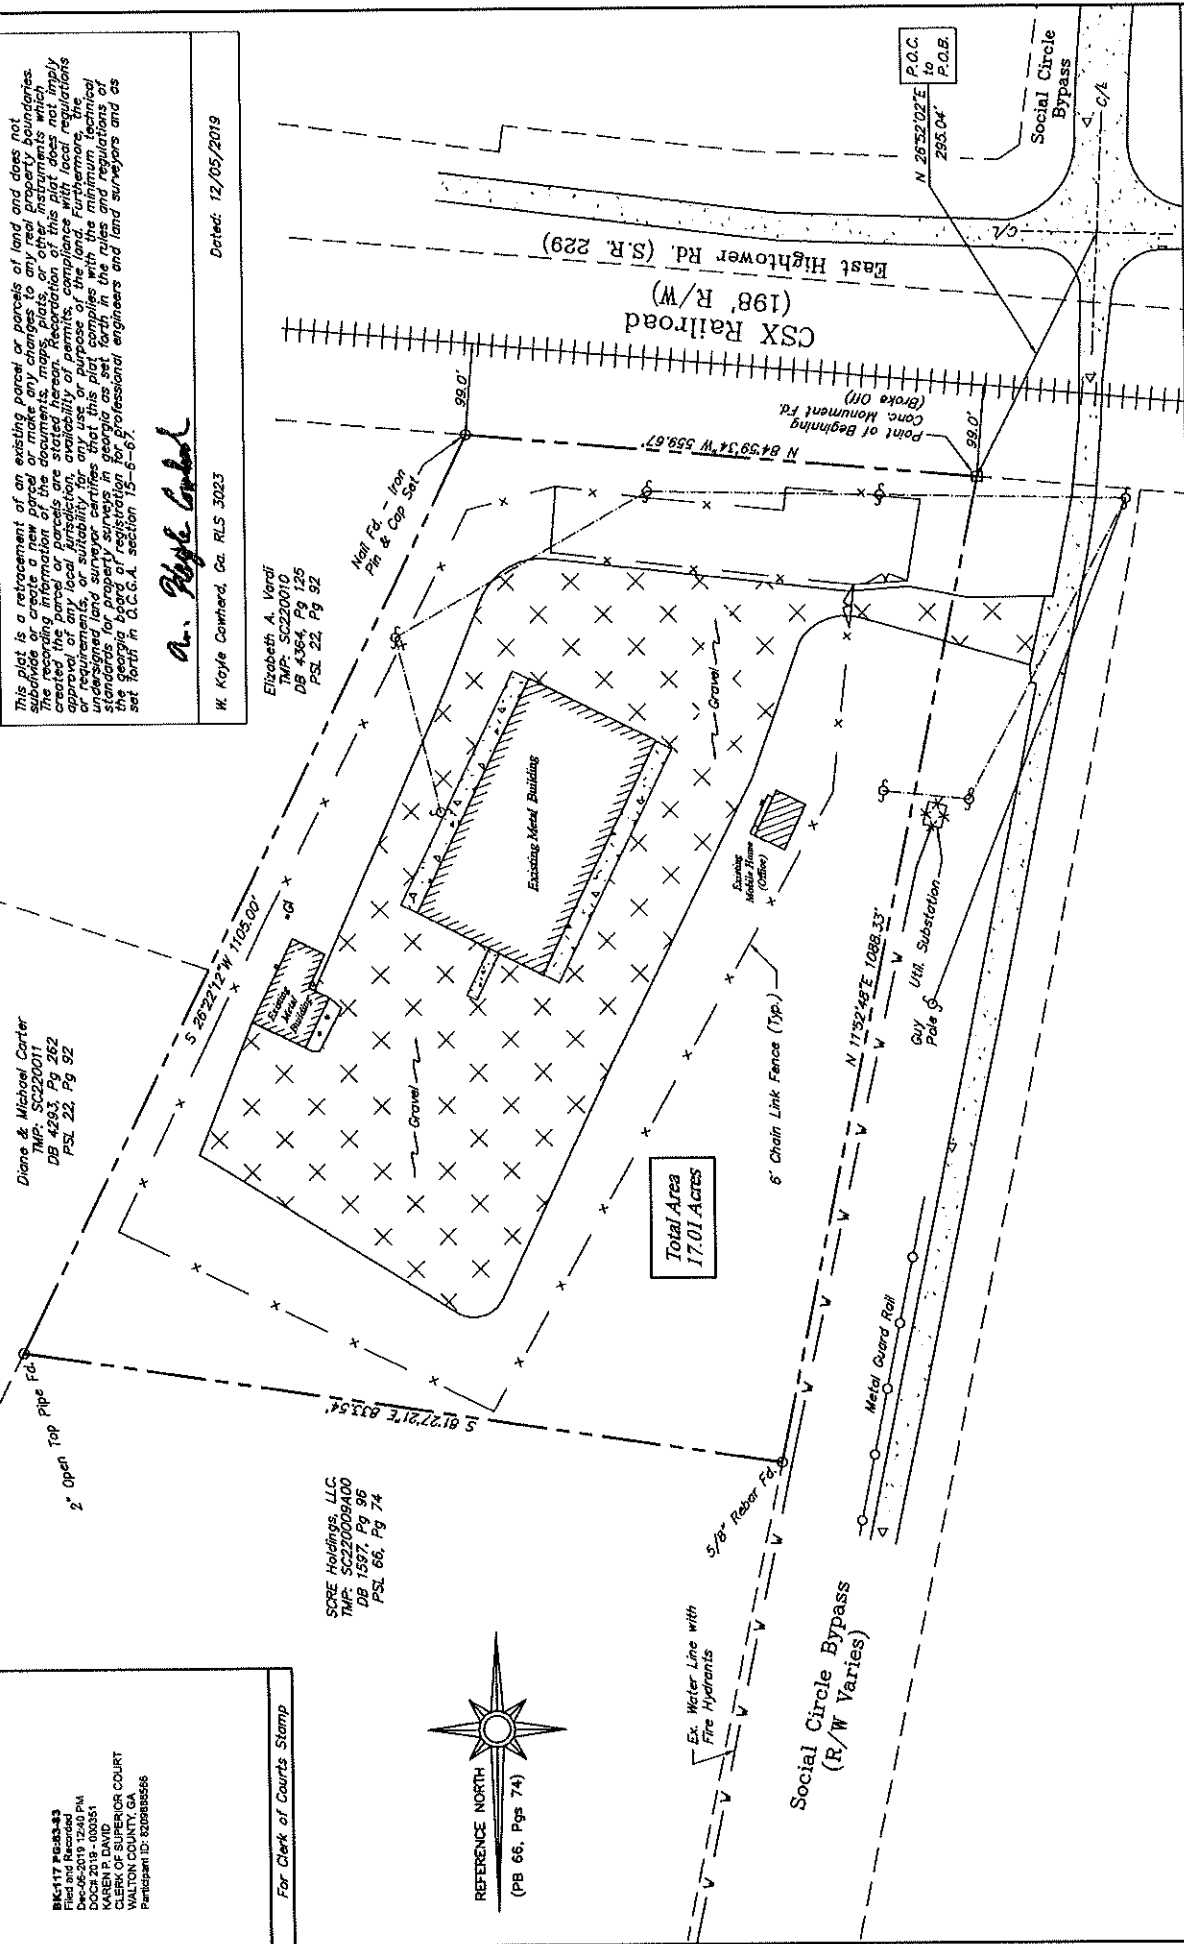 BK:117 PG:83-83
Filed and Recorded
Dec-06-2019 12:40 PM
DOC# 2019 - 000351
KAREN P. DAVID
CLERK OF SUPERIOR COURT
WALTON COUNTY, GA
For Clerk of Courts Stamp
This plat is a retracement of an existing parcel or parcels of land and does not
subdivide or create a new parcel or make any changes to any real property boundaries.
The recording information of the documents, maps, plats, or other instruments which
created the parcel or parcels are stated hereon. Recordation of this plat does not imply
approval of any local jurisdiction, availability of permits, compliance with local regulations
or requirements, or suitability for any use or purpose of the land. Furthermore, the
undersigned land surveyor certifies that this plat complies with the minimum technical
standards for property surveys in georgia as set forth in the rules and regulations of
the georgia board of registration for professional engineers and land surveyors and as
set forth in O.C.G.A. section 15-6-67.
W. Kayle Cowherd, Ga. RLS 3023
Dated: 12/05/2019
2" Open Top Pipe Fd.
Diane & Michael Carter
TMP: SC220011
DB 4293, Pg 262
PSL 22, Pg 92
Elizabeth A. Verdi
TMP: SC220010
DB 4364, Pg 125
PSL 22, Pg 92
S 26°22'12"W 1105.00'
Nail Fd. - Iron
Pin & Cap Set
99.0'
SCRE Holdings, LLC.
TMP: SC220009A00
DB 1597, Pg 96
PSL 66, Pg 74
S 81°27'21"E 833.54'
GI
Existing
Metal
Building
Existing Metal Building
Gravel
Gravel
N 84°59'34"W 559.67'
CSX Railroad
(198' R/W)
East Hightower Rd. (S.R. 229)
Point of Beginning
Conc. Monument Fd.
(Broke Off)
99.0'
REFERENCE NORTH
(PB 66, Pgs 74)
Total Area
17.01 Acres
Existing
Mobile Home
(Office)
6' Chain Link Fence (Typ.)
5/8" Rebar Fd.
N 11°52'48"E 1088.33'
Util. Substation
Guy
Pole
N 26°52'02"E
295.04'
P.O.C.
to
P.O.B.
Ex. Water Line with
Fire Hydrants
Metal Guard Rail
C/L
C/L
Social Circle Bypass
(R/W Varies)
Social Circle
Bypass